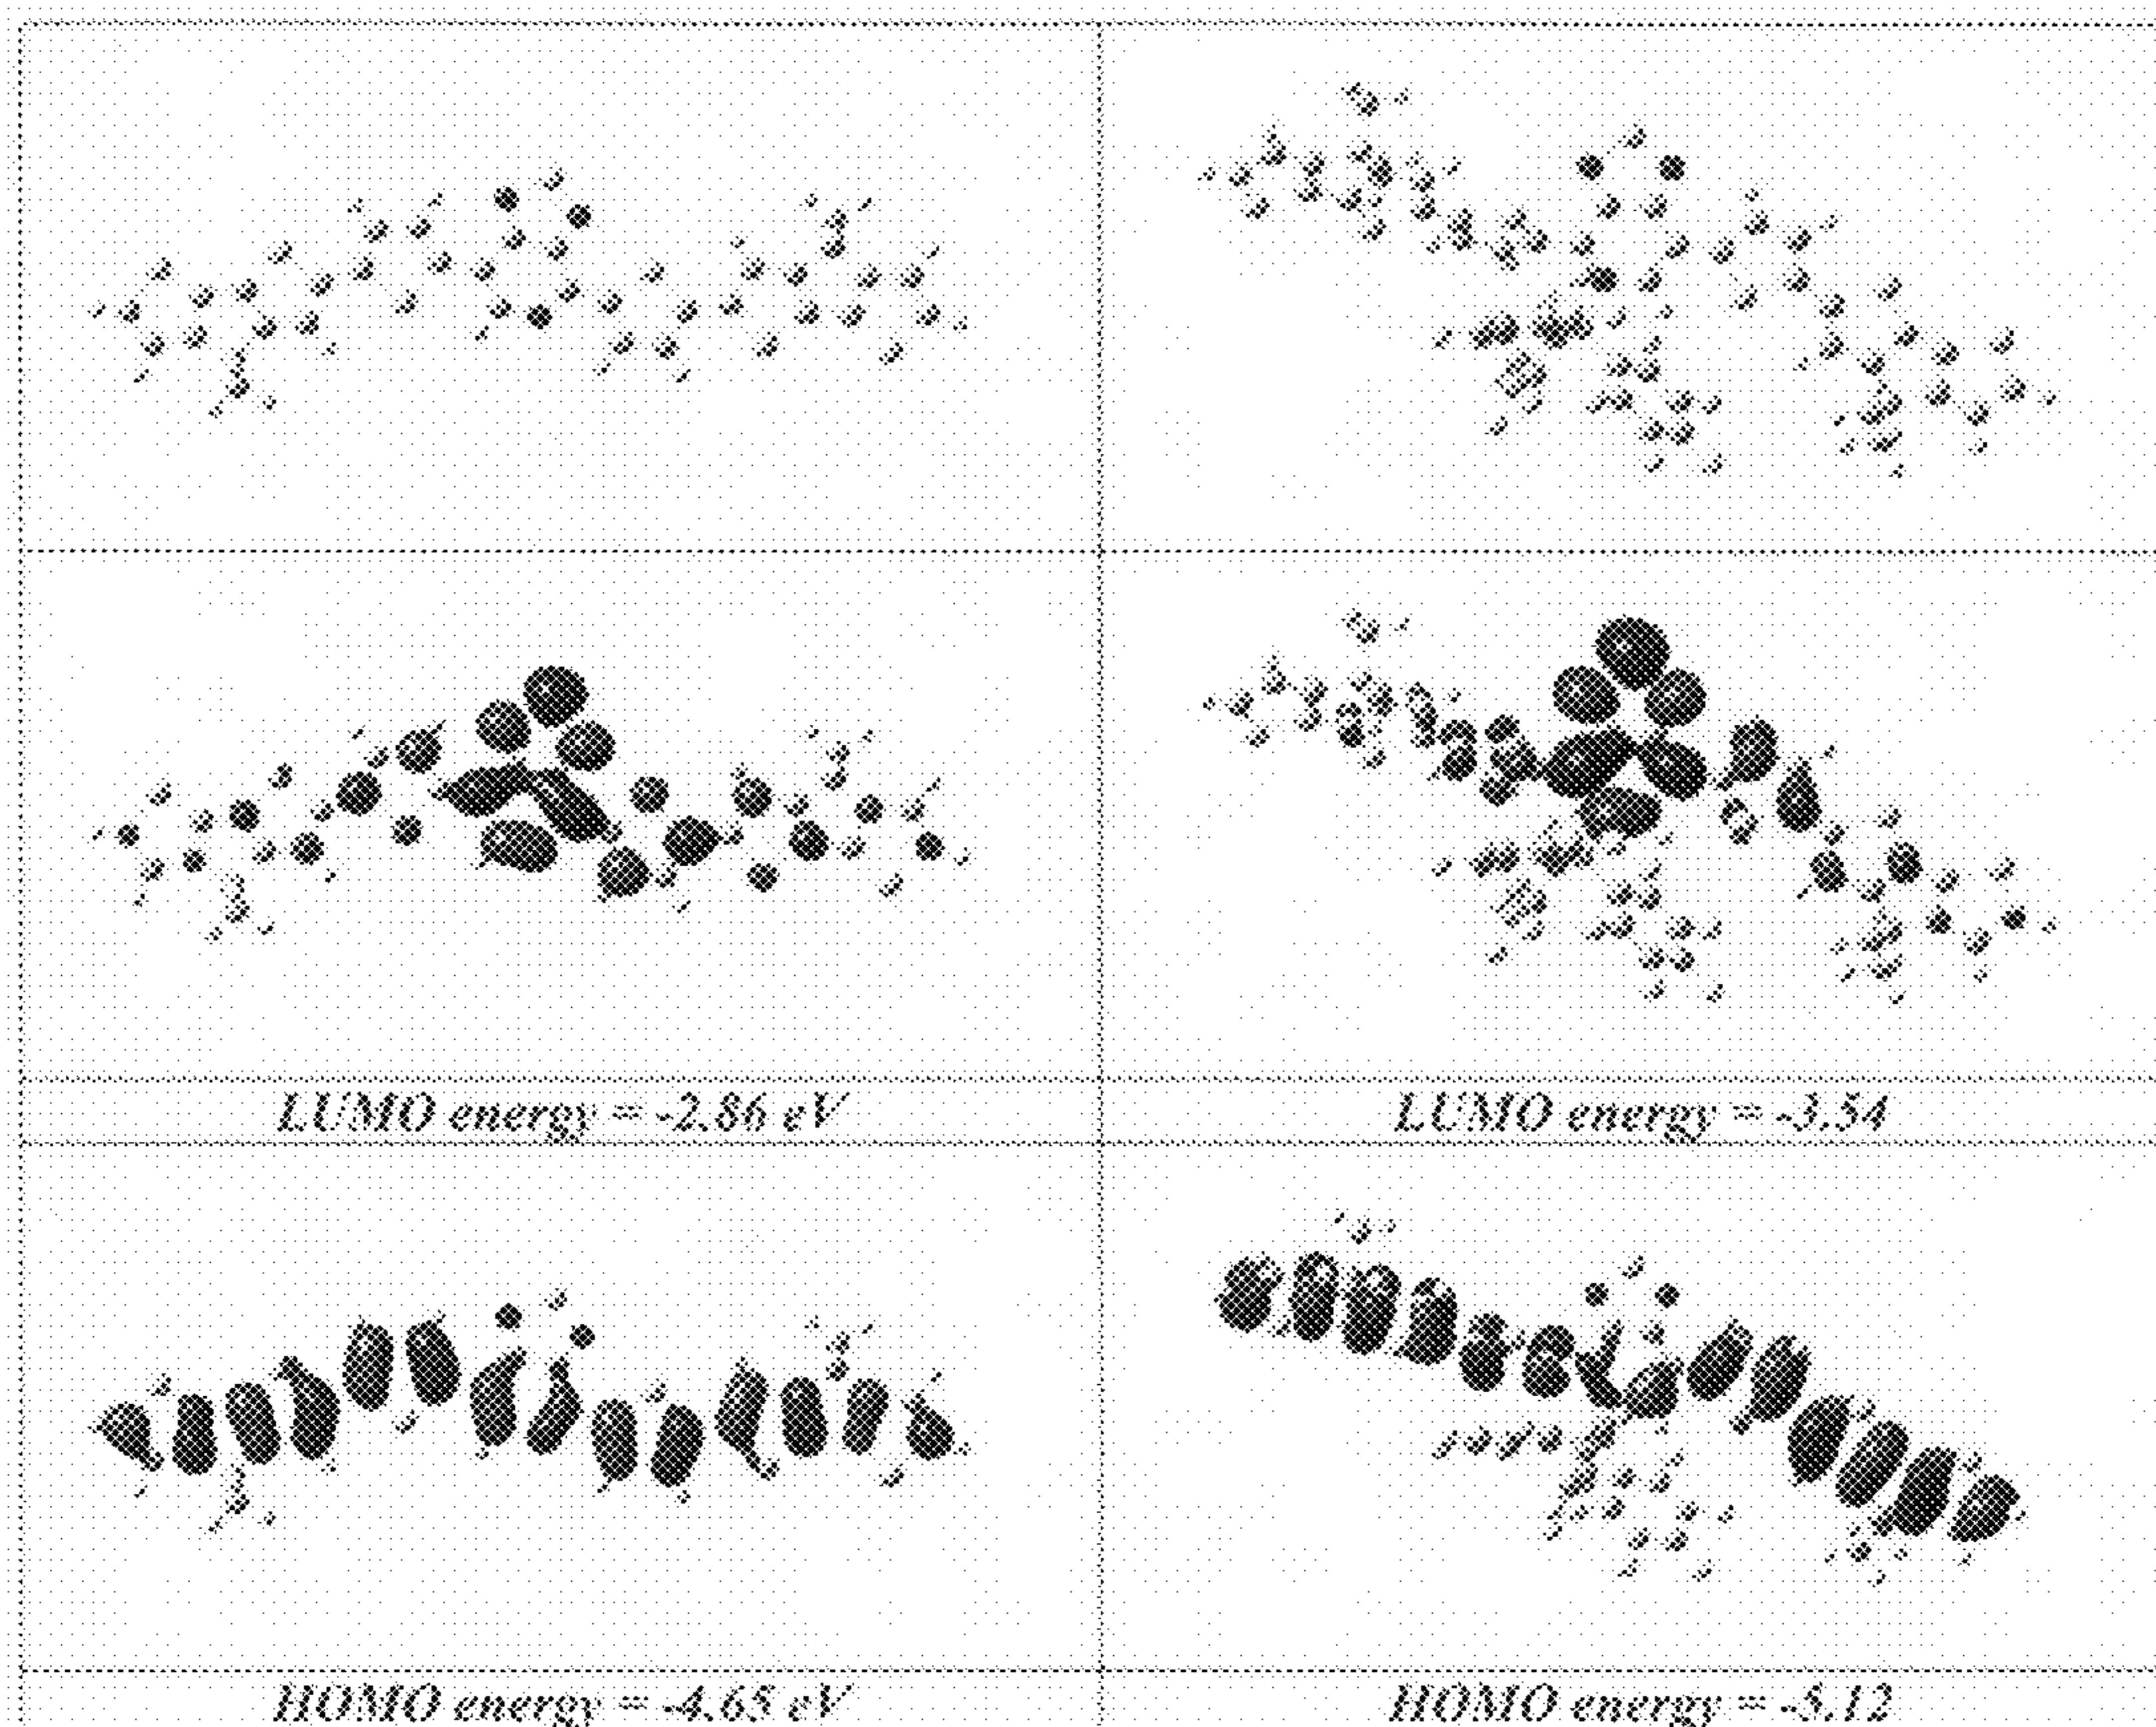 LUMO energy = -2.86 eV
LUMO energy = -3.54
HOMO energy = -4.65 eV
HOMO energy = -5.12